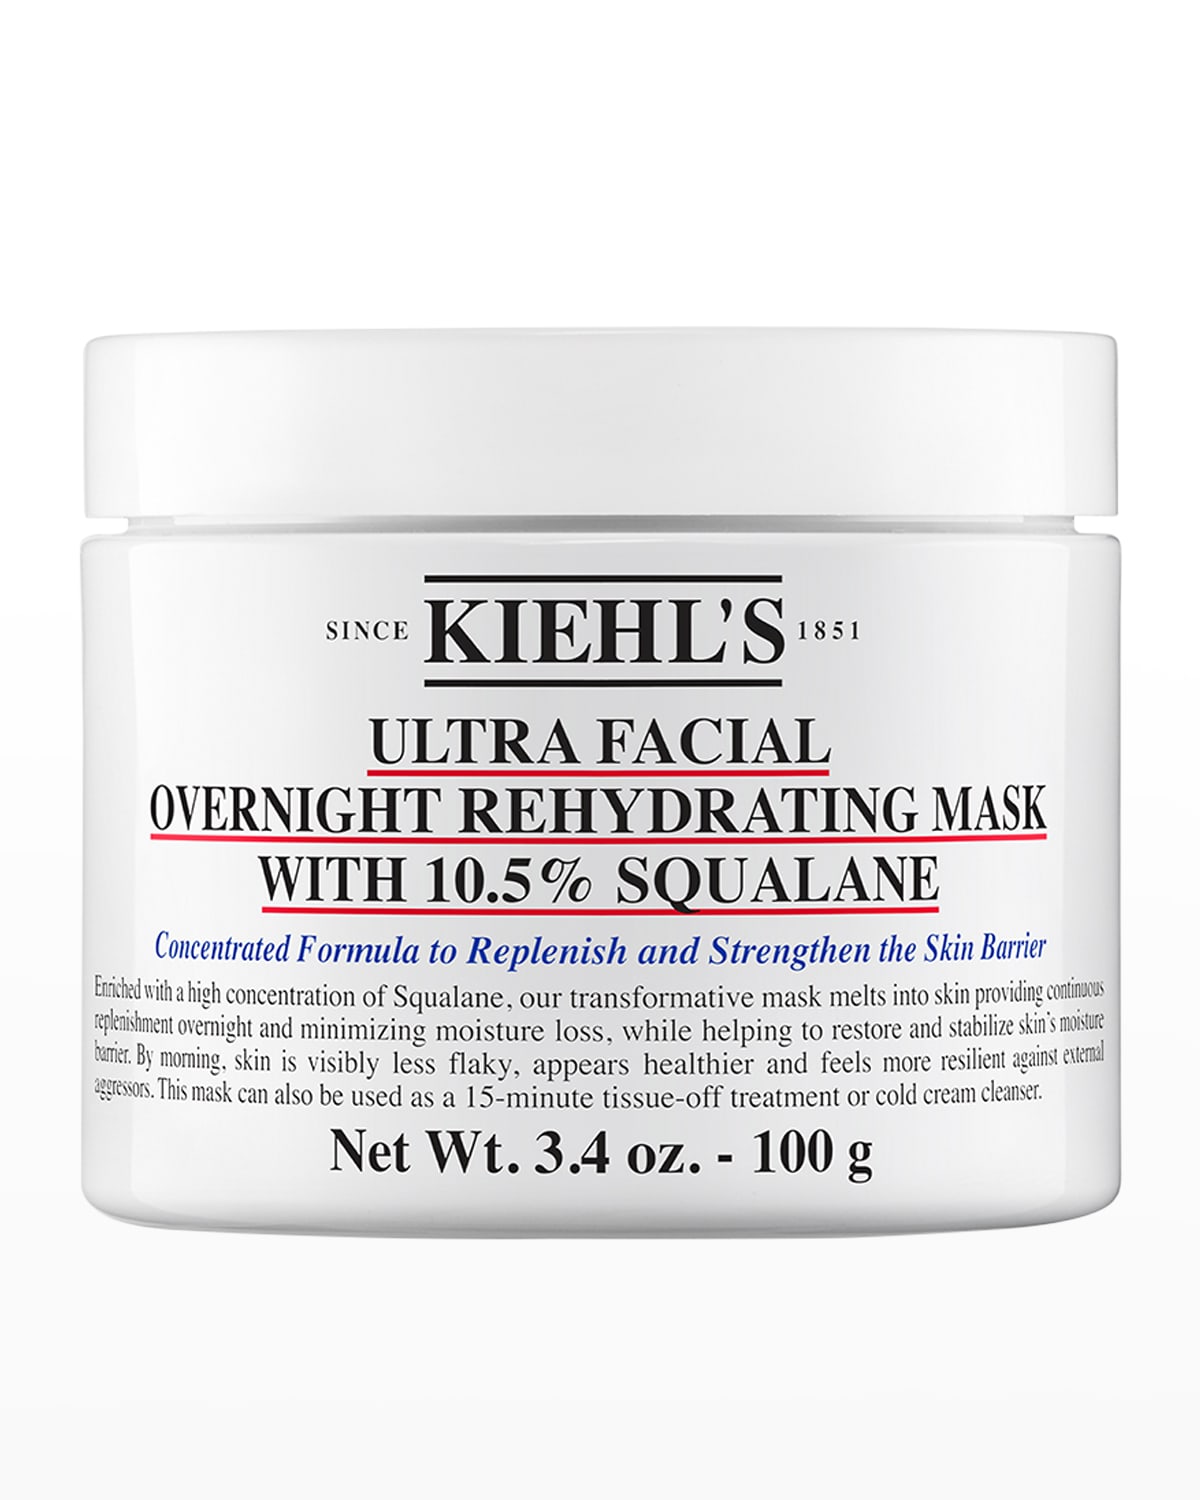 SINCE KIEHL'S 1851
ULTRA FACIAL
OVERNIGHT REHYDRATING MASK
WITH 10.5% SQUALANE
Concentrated Formula to Replenish and Strengthen the Skin Barrier
Enriched with a high concentration of Squalane, our transformative mask melts into skin providing continuous
replenishment overnight and minimizing moisture loss, while helping to restore and stabilize skin's moisture
barrier. By morning, skin is visibly less flaky, appears healthier and feels more resilient against external
aggressors. This mask can also be used as a 15-minute tissue-off treatment or cold cream cleanser.
Net Wt. 3.4 oz. - 100 g